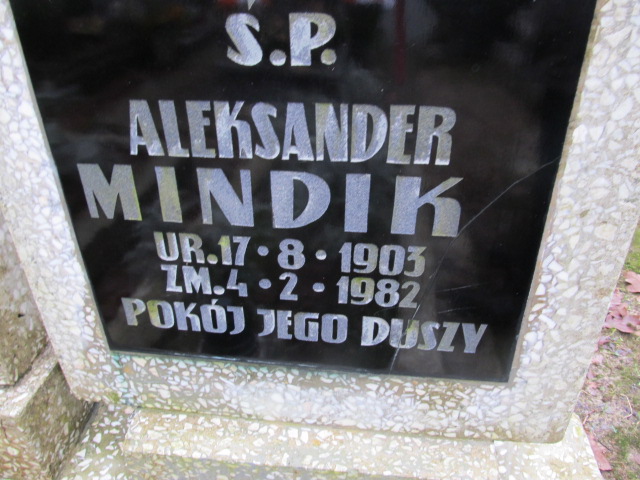 Ś.P.
ALEKSANDER
MINDIK
UR. 17 · 8 · 1903
ZM. 4 · 2 · 1982
POKÓJ JEGO DUSZY